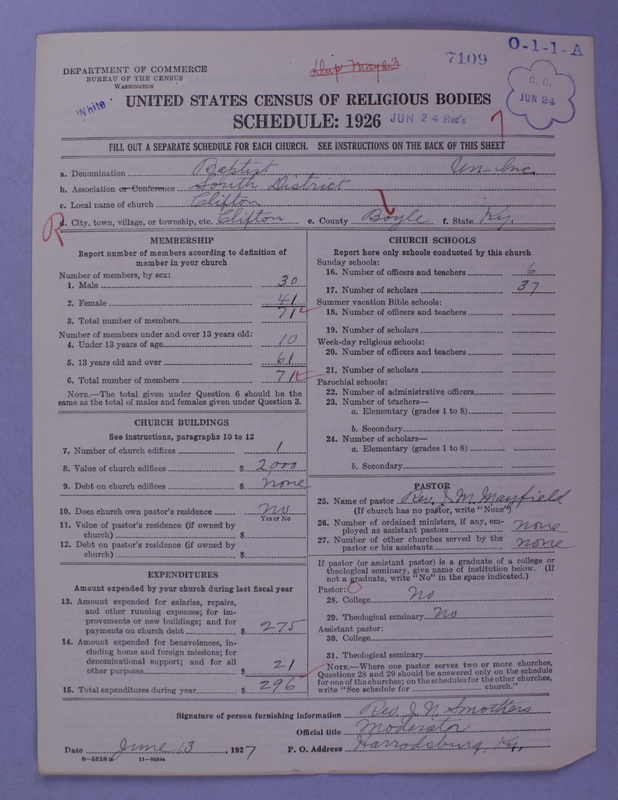 DEPARTMENT OF COMMERCE
BUREAU OF THE CENSUS
WASHINGTON
7109
O-1-1-A
C. O.
JUN 24
White
UNITED STATES CENSUS OF RELIGIOUS BODIES
SCHEDULE: 1926
JUN 24 Rec'd
FILL OUT A SEPARATE SCHEDULE FOR EACH CHURCH. SEE INSTRUCTIONS ON THE BACK OF THIS SHEET
a. Denomination Baptist Un-Inc.
b. Association or Conference South District
c. Local name of church Clifton
d. City, town, village, or township, etc. Clifton e. County Boyle f. State Ky.
R
MEMBERSHIP
Report number of members according to definition of member in your church
Number of members, by sex:
1. Male 30
2. Female 41
3. Total number of members 71
Number of members under and over 13 years old:
4. Under 13 years of age 10
5. 13 years old and over 61
6. Total number of members 71
NOTE.—The total given under Question 6 should be the same as the total of males and females given under Question 3.
CHURCH BUILDINGS
See instructions, paragraphs 10 to 12
7. Number of church edifices 1
8. Value of church edifices $ 2,000
9. Debt on church edifices $ none
10. Does church own pastor's residence no
Yes or No
11. Value of pastor's residence (if owned by church) $
12. Debt on pastor's residence (if owned by church) $
EXPENDITURES
Amount expended by your church during last fiscal year
13. Amount expended for salaries, repairs, and other running expenses; for improvements or new buildings; and for payments on church debt $ 275
14. Amount expended for benevolences, including home and foreign missions; for denominational support; and for all other purposes $ 21
15. Total expenditures during year $ 296
CHURCH SCHOOLS
Report here only schools conducted by this church
Sunday schools:
16. Number of officers and teachers 6
17. Number of scholars 37
Summer vacation Bible schools:
18. Number of officers and teachers
19. Number of scholars
Week-day religious schools:
20. Number of officers and teachers
21. Number of scholars
Parochial schools:
22. Number of administrative officers
23. Number of teachers—
a. Elementary (grades 1 to 8)
b. Secondary
24. Number of scholars—
a. Elementary (grades 1 to 8)
b. Secondary
PASTOR
25. Name of pastor Rev. J. M. Mayfield
(If church has no pastor, write "None")
26. Number of ordained ministers, if any, employed as assistant pastors none
27. Number of other churches served by the pastor or his assistants none
If pastor (or assistant pastor) is a graduate of a college or theological seminary, give name of institution below. (If not a graduate, write "No" in the space indicated.)
Pastor:
28. College No
29. Theological seminary No
Assistant pastor:
30. College
31. Theological seminary
NOTE.—Where one pastor serves two or more churches, Questions 28 and 29 should be answered only on the schedule for one of the churches; on the schedules for the other churches, write "See schedule for church."
Signature of person furnishing information Rev J. N. Smothers
Official title Moderator
Date June 13, 1927 P. O. Address Harrodsburg, Ky.